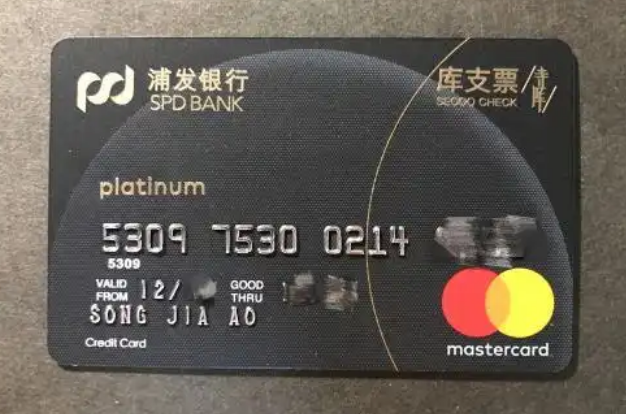 浦发银行
SPD BANK
库支票
SECOO CHECK
platinum
5309 7530 0214
5309
VALID FROM 12/
GOOD THRU
SONG JIA AO
Credit Card
mastercard